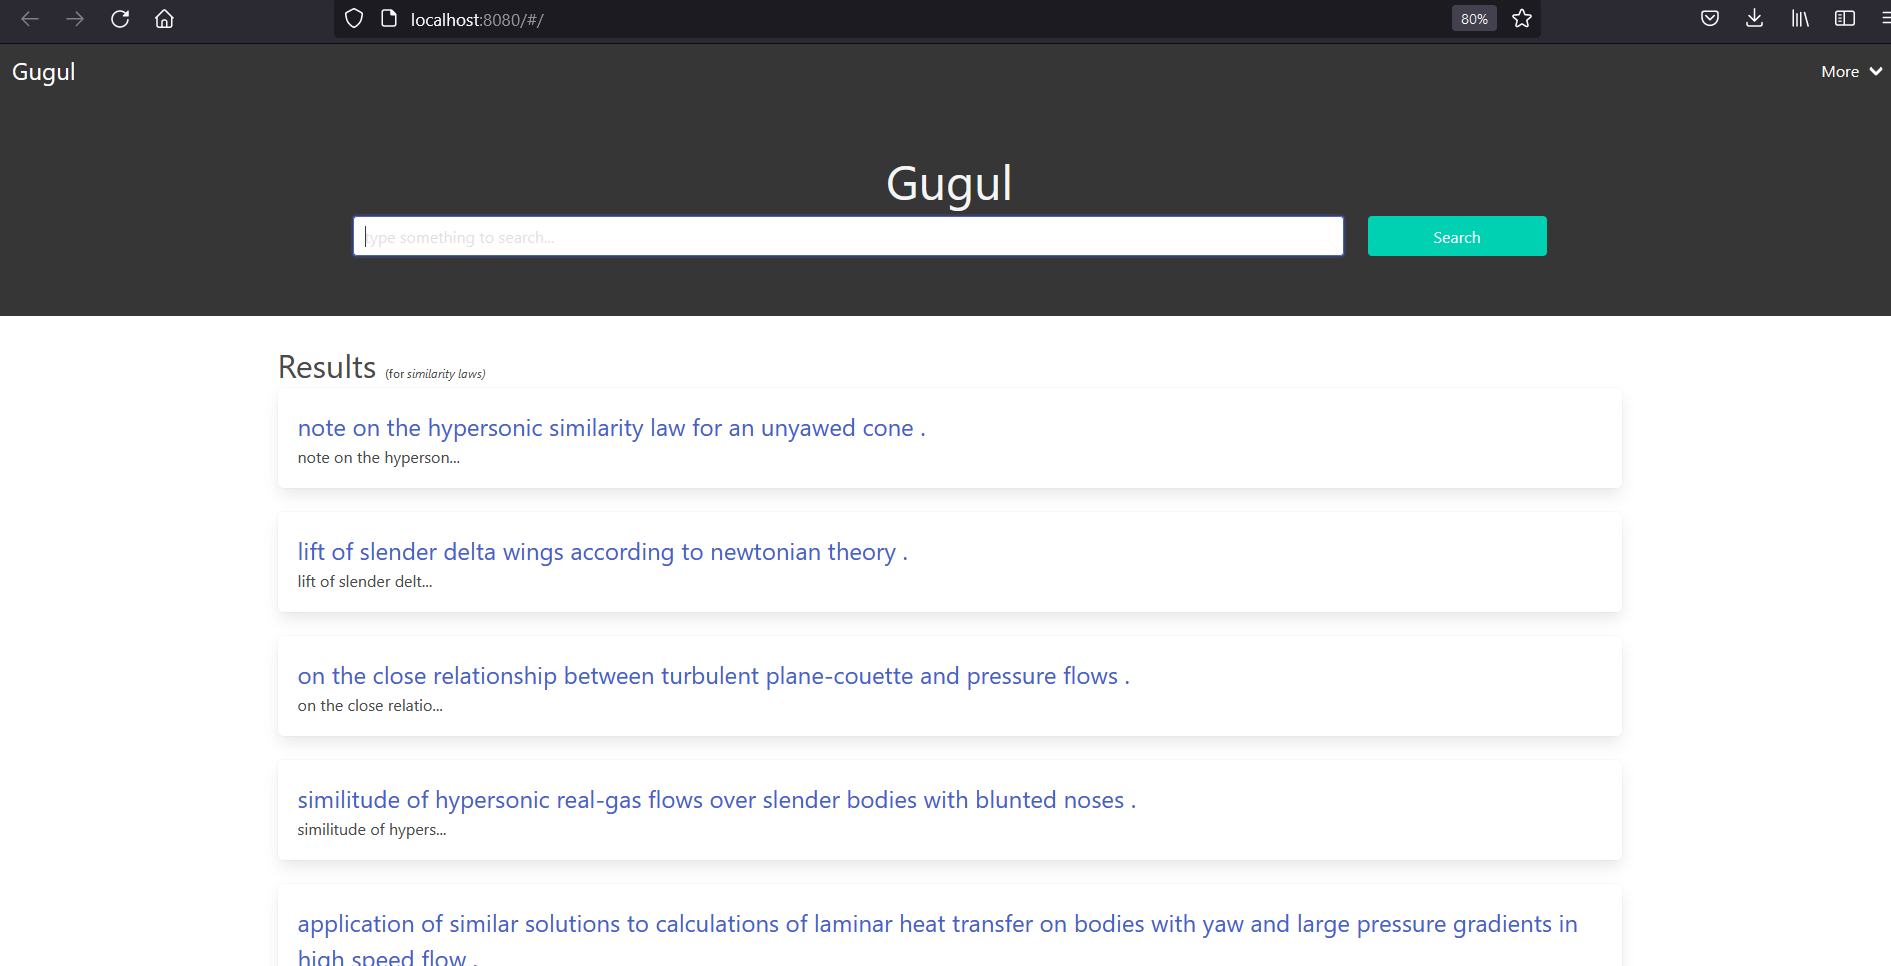 localhost:8080/#/
80%
Gugul
More
Gugul
type something to search...
Search
Results (for similarity laws)
note on the hypersonic similarity law for an unyawed cone .
note on the hyperson...
lift of slender delta wings according to newtonian theory .
lift of slender delt...
on the close relationship between turbulent plane-couette and pressure flows .
on the close relatio...
similitude of hypersonic real-gas flows over slender bodies with blunted noses .
similitude of hypers...
application of similar solutions to calculations of laminar heat transfer on bodies with yaw and large pressure gradients in
high speed flow .